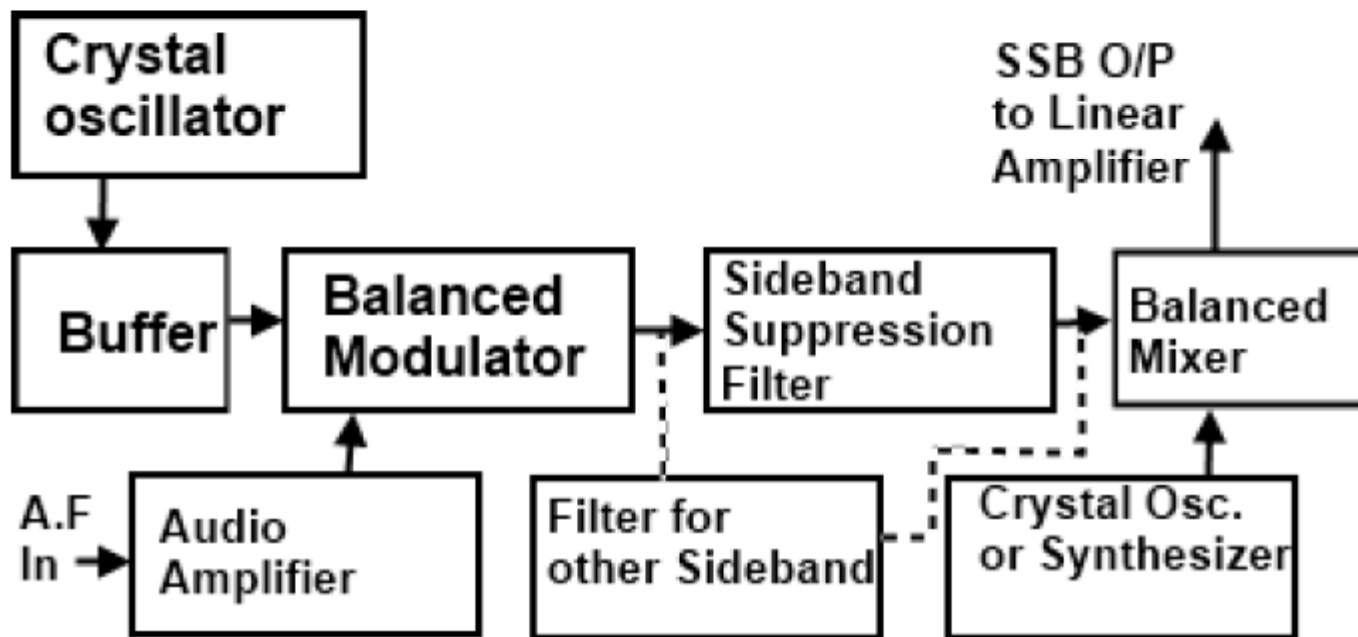 Crystal
oscillator
SSB O/P
to Linear
Amplifier
Buffer
Balanced
Modulator
Sideband
Suppression
Filter
Balanced
Mixer
A.F
In
Audio
Amplifier
Filter for
other Sideband
Crystal Osc.
or Synthesizer